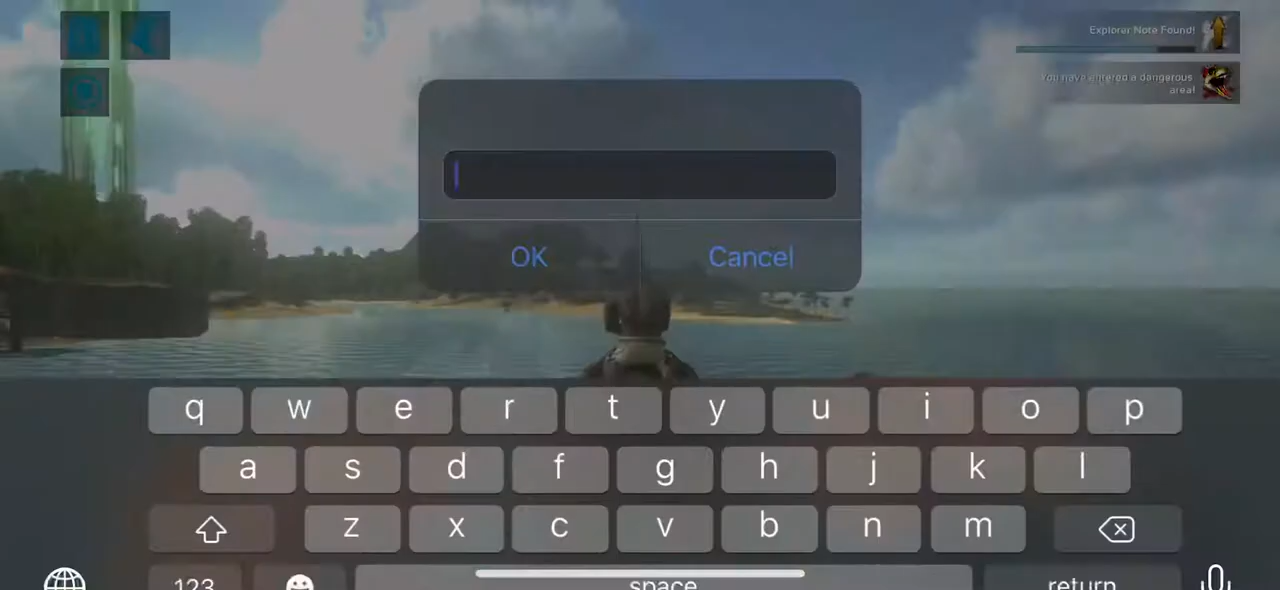 Explorer Note Found!
You have entered a dangerous
area!
OK
Cancel
q w e r t y u i o p
a s d f g h j k l
z x c v b n m
123
space
return